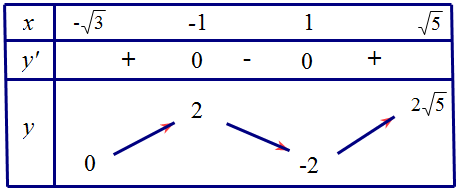 x -√3 -1 1 √5
y' + 0 - 0 +
2√5
2
y
0 -2